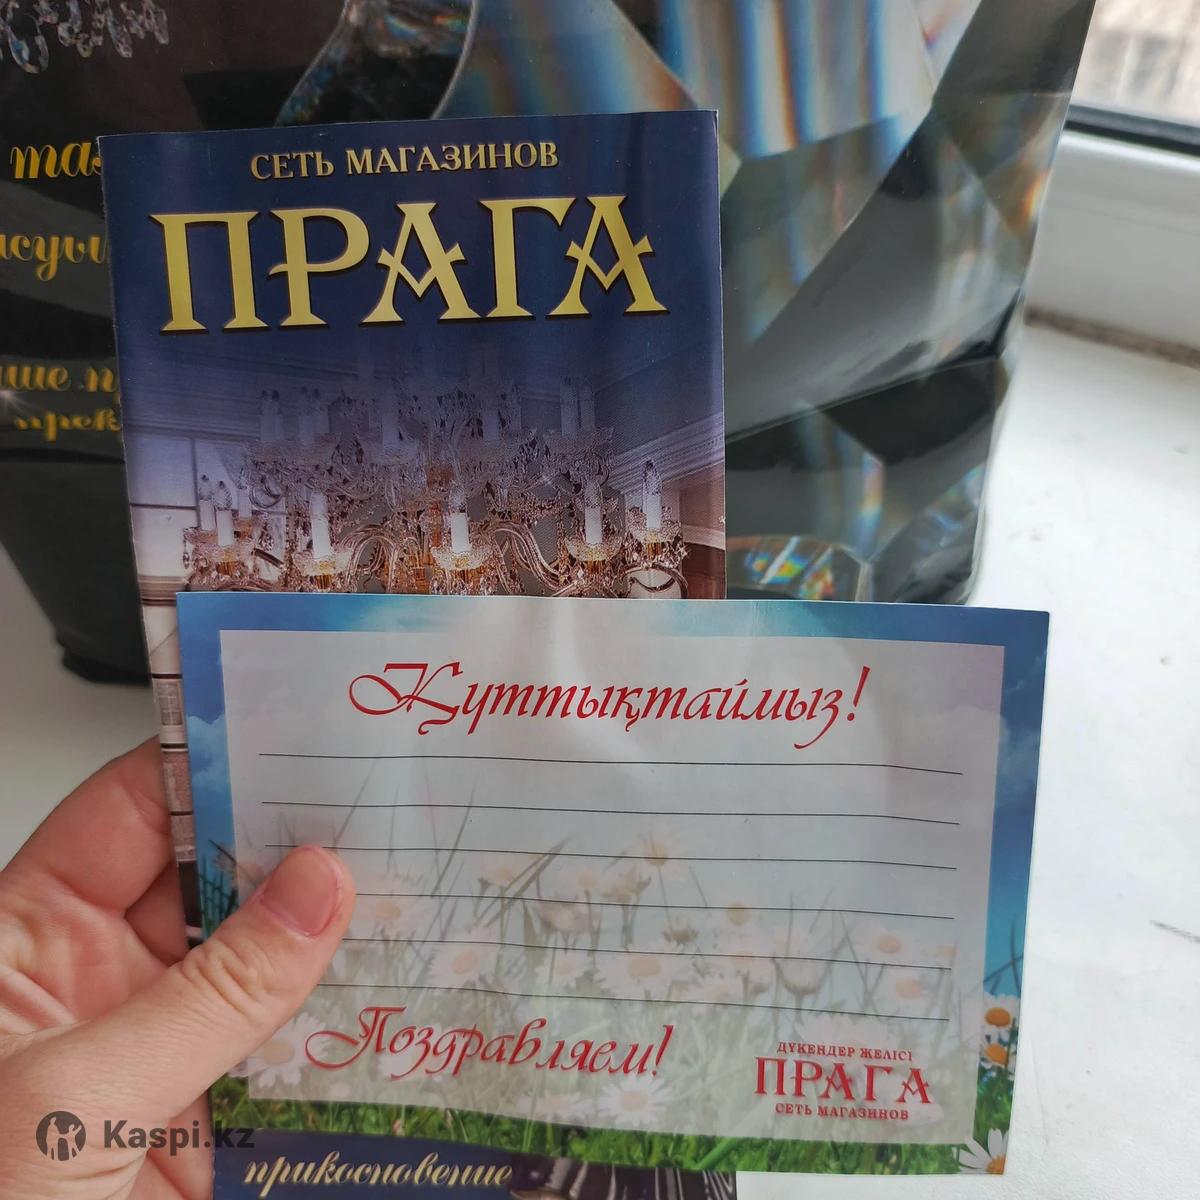 СЕТЬ МАГАЗИНОВ
ПРАГА
Құттықтаймыз!
Поздравляем!
ДҮКЕНДЕР ЖЕЛІСІ
ПРАГА
СЕТЬ МАГАЗИНОВ
Kaspi.kz
прикосновение